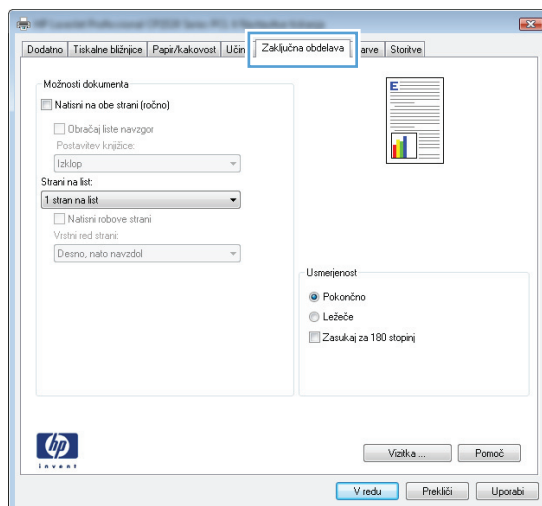 Dodatno Tiskalne bližnjice Papir/kakovost Učin Zaključna obdelava arve Storitve
Možnosti dokumenta
Natisni na obe strani (ročno)
Obračaj liste navzgor
Postavitev knjižice:
Izklop
Strani na list:
1 stran na list
Natisni robove strani
Vrstni red strani:
Desno, nato navzdol
E
Usmerjenost
Pokončno
Ležeče
Zasukaj za 180 stopinj
hp
invent
Vizitka ... Pomoč
V redu Prekliči Uporabi